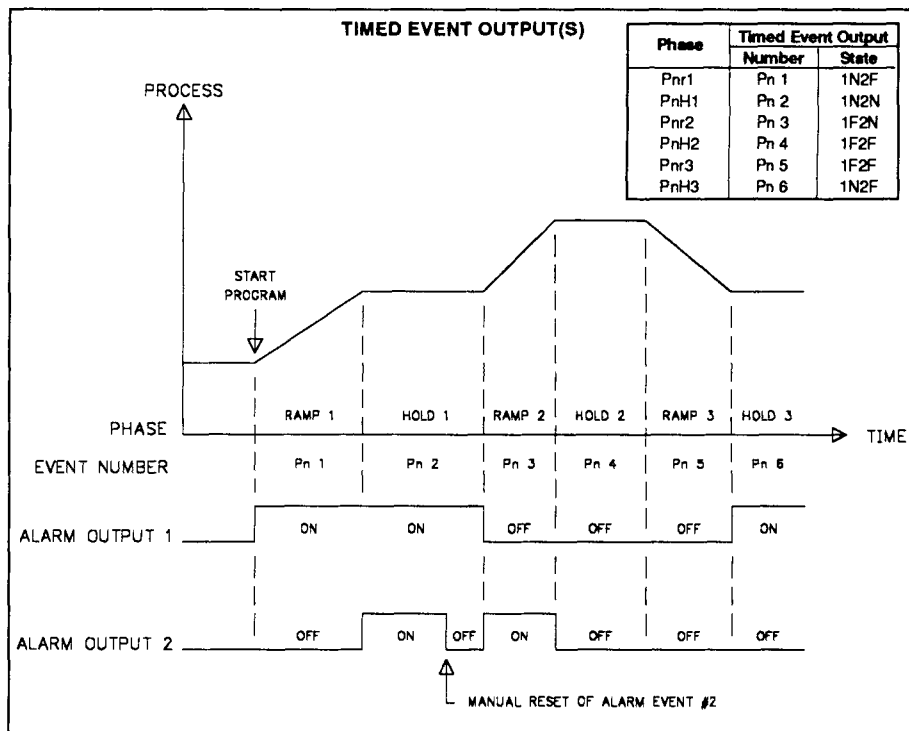 TIMED EVENT OUTPUT(S)
Phase Timed Event Output
Number State
Pnr1 Pn 1 1N2F
PnH1 Pn 2 1N2N
Pnr2 Pn 3 1F2N
PnH2 Pn 4 1F2F
Pnr3 Pn 5 1F2F
PnH3 Pn 6 1N2F
PROCESS
START
PROGRAM
RAMP 1 HOLD 1 RAMP 2 HOLD 2 RAMP 3 HOLD 3
PHASE
TIME
EVENT NUMBER Pn 1 Pn 2 Pn 3 Pn 4 Pn 5 Pn 6
ALARM OUTPUT 1 ON ON OFF OFF OFF ON
ALARM OUTPUT 2 OFF ON OFF ON OFF OFF OFF
MANUAL RESET OF ALARM EVENT #2